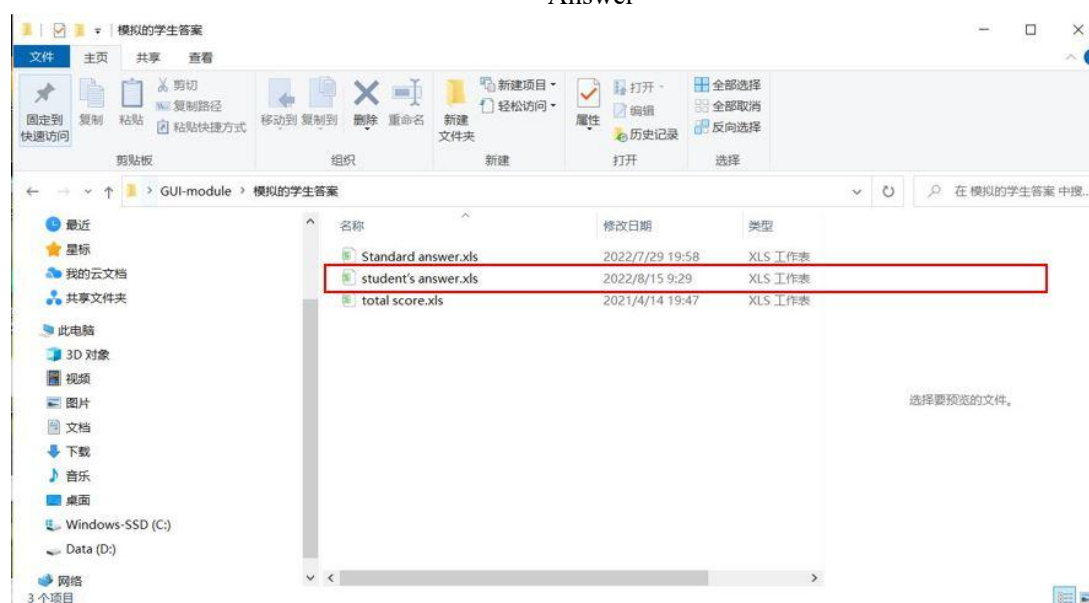 Answer
模拟的学生答案
文件 主页 共享 查看
固定到快速访问 复制 粘贴 剪切 复制路径 粘贴快捷方式 移动到 复制到 删除 重命名 新建文件夹 新建项目 轻松访问 属性 打开 编辑 历史记录 全部选择 全部取消 反向选择
剪贴板 组织 新建 打开 选择
GUI-module > 模拟的学生答案 在 模拟的学生答案 中搜...
名称 修改日期 类型
Standard answer.xls 2022/7/29 19:58 XLS 工作表
student's answer.xls 2022/8/15 9:29 XLS 工作表
total score.xls 2021/4/14 19:47 XLS 工作表
最近
星标
我的云文档
共享文件夹
此电脑
3D 对象
视频
图片
文档
下载
音乐
桌面
Windows-SSD (C:)
Data (D:)
网络
选择要预览的文件。
3 个项目